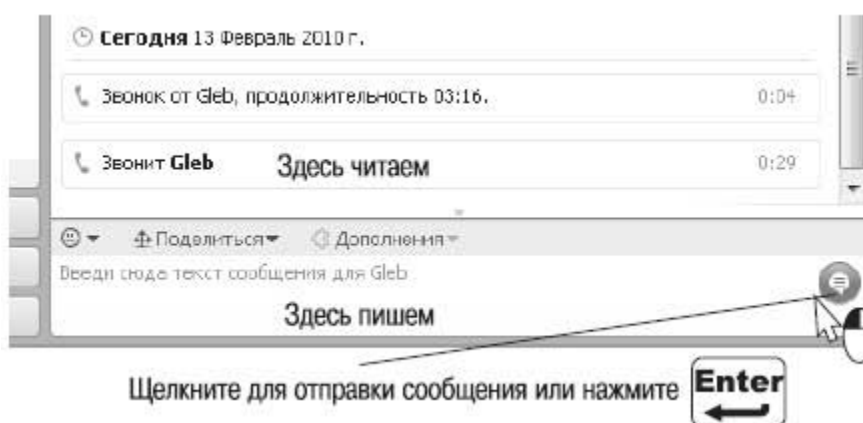 Сегодня 13 Февраль 2010 г.
Звонок от Gleb, продолжительность 03:16. 0:04
Звонит Gleb Здесь читаем 0:29
Поделиться Дополнения
Введи сюда текст сообщения для Gleb
Здесь пишем
Щелкните для отправки сообщения или нажмите Enter